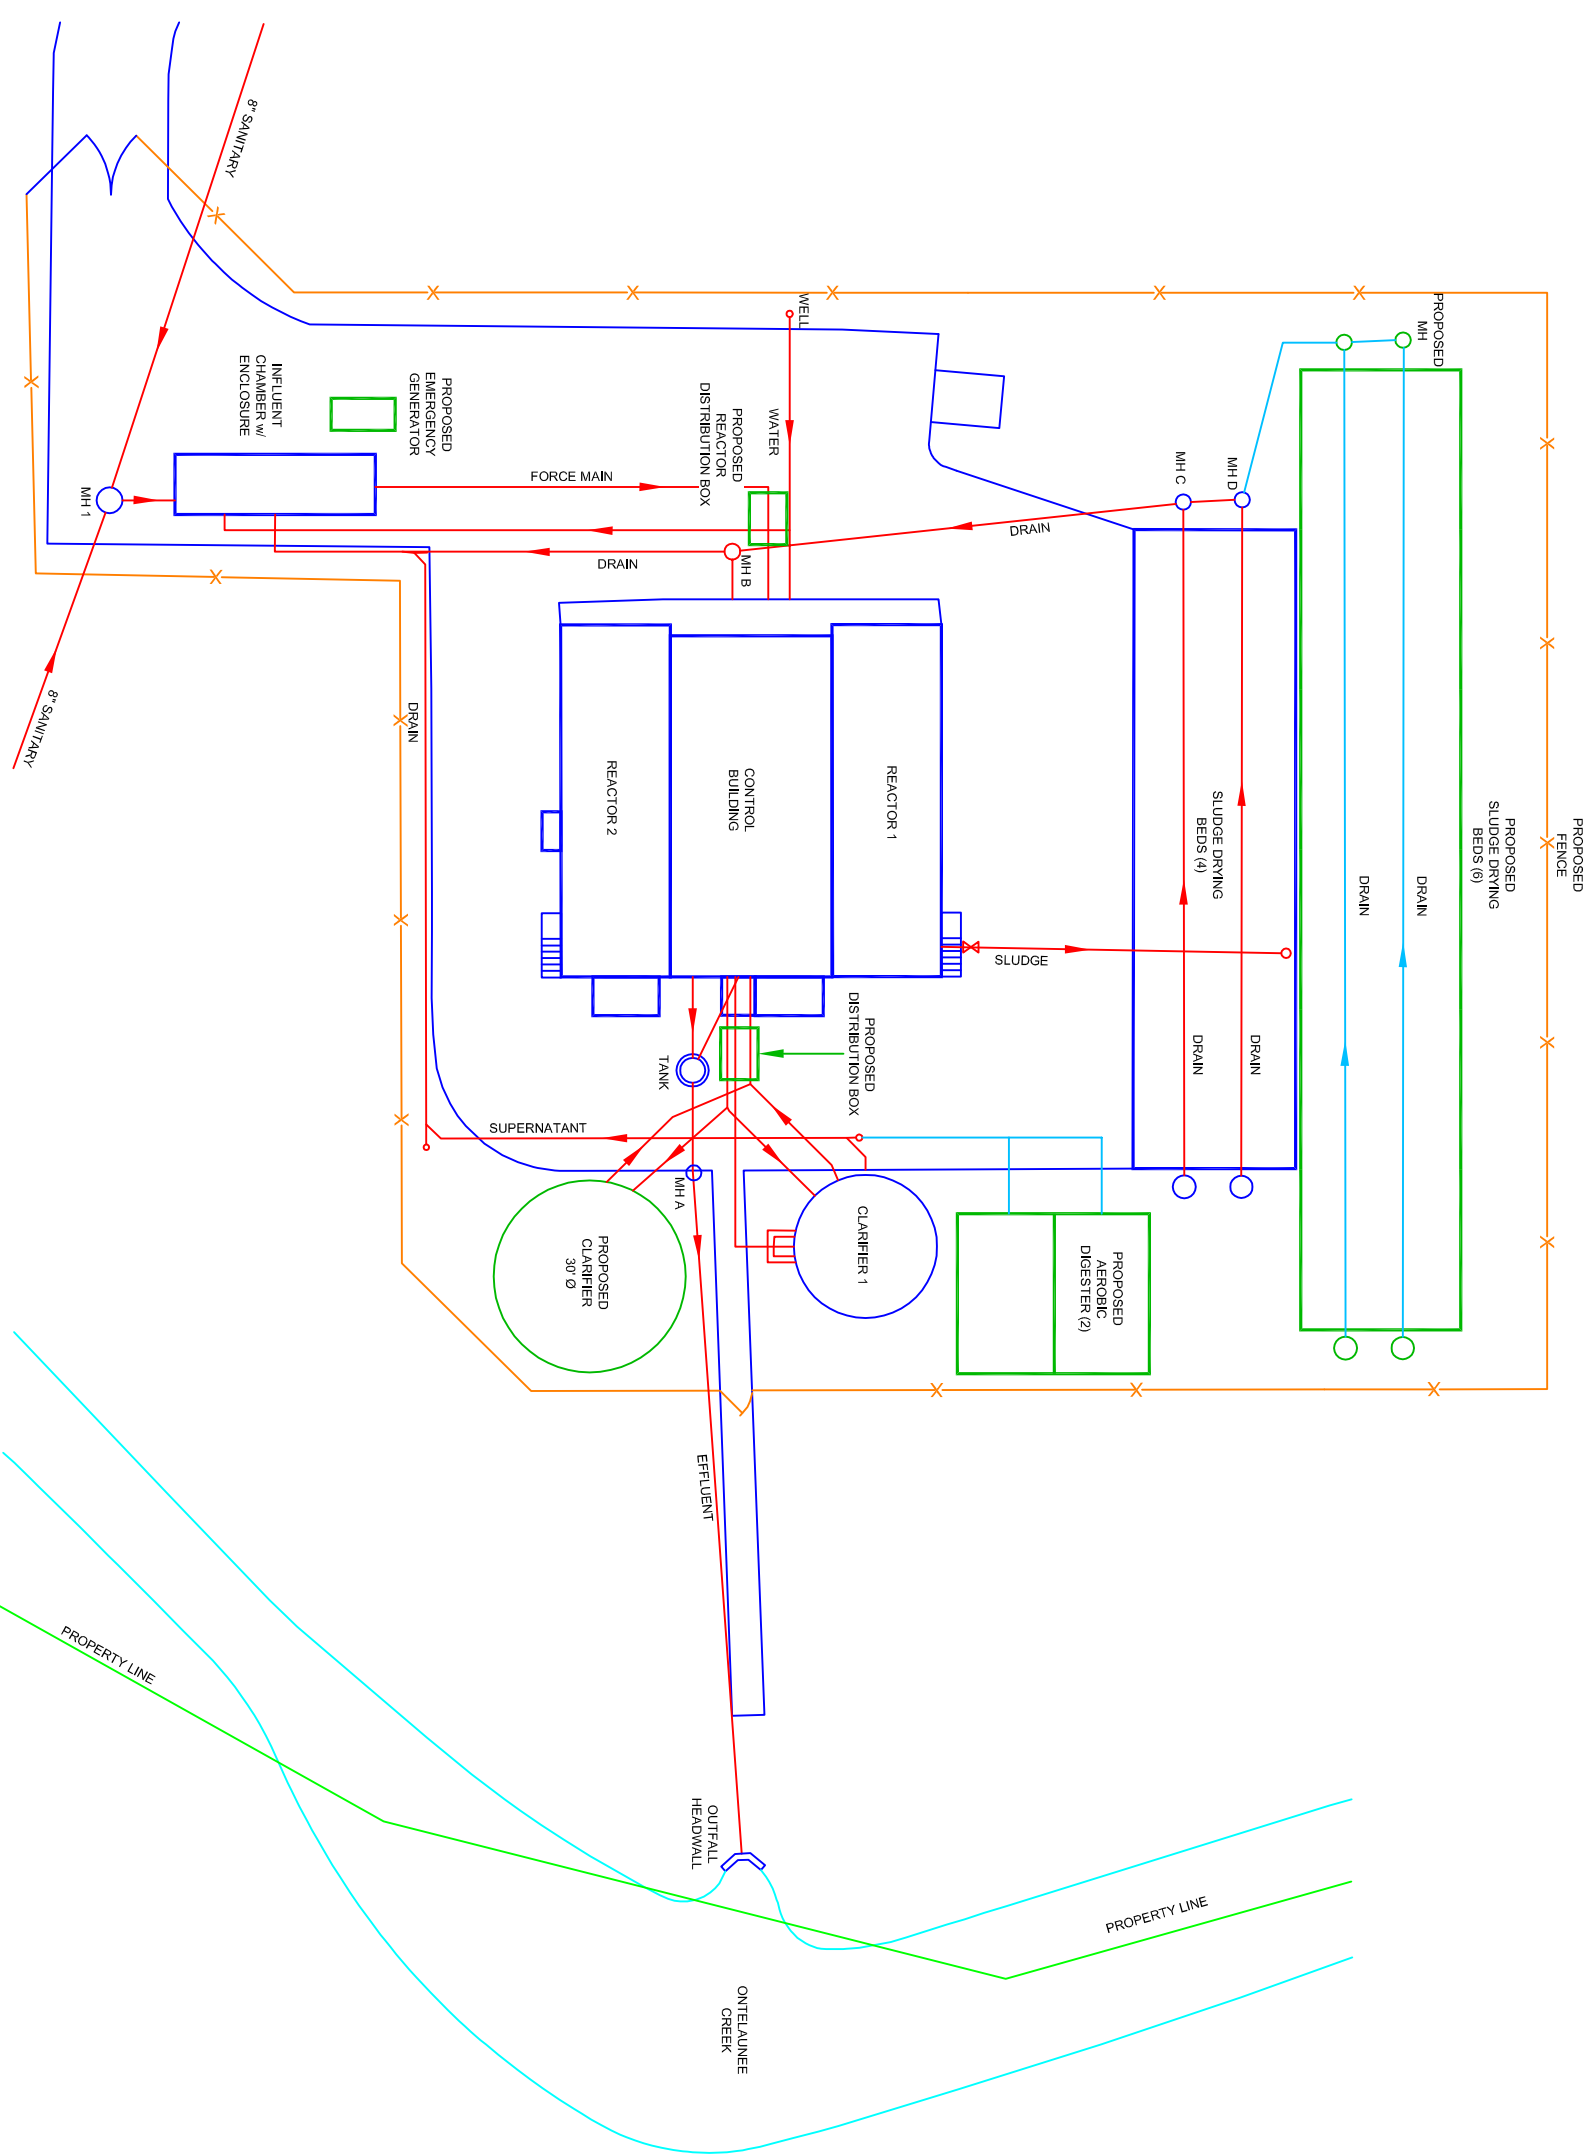 PROPOSED
FENCE
PROPOSED
SLUDGE DRYING
BEDS (6)
PROPOSED
MH
DRAIN
DRAIN
MH D
MH C
SLUDGE DRYING
BEDS (4)
DRAIN
DRAIN
DRAIN
SLUDGE
WELL
WATER
PROPOSED
REACTOR
DISTRIBUTION BOX
MH B
FORCE MAIN
DRAIN
PROPOSED
EMERGENCY
GENERATOR
INFLUENT
CHAMBER w/
ENCLOSURE
MH 1
8" SANITARY
8" SANITARY
DRAIN
REACTOR 1
CONTROL
BUILDING
REACTOR 2
PROPOSED
DISTRIBUTION BOX
TANK
SUPERNATANT
MH A
CLARIFIER 1
PROPOSED
AEROBIC
DIGESTER (2)
PROPOSED
CLARIFIER
30' Ø
EFFLUENT
OUTFALL
HEADWALL
PROPERTY LINE
PROPERTY LINE
ONTELAUNEE
CREEK